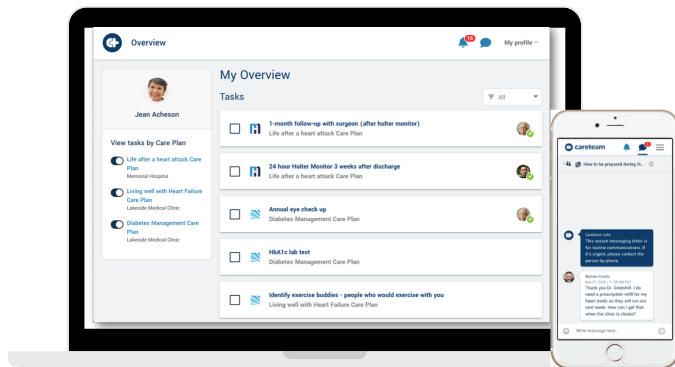 Overview
16
My profile
Jean Acheson
View tasks by Care Plan
Life after a heart attack Care
Plan
Memorial Hospital
Living well with Heart Failure
Care Plan
Lakeside Medical Clinic
Diabetes Management Care
Plan
Lakeside Medical Clinic
My Overview
Tasks
All
1-month follow-up with surgeon (after holter monitor)
Life after a heart attack Care Plan
24 hour Holter Monitor 3 weeks after discharge
Life after a heart attack Care Plan
Annual eye check up
Diabetes Management Care Plan
HbA1c lab test
Diabetes Management Care Plan
Identify exercise buddies - people who would exercise with you
Living well with Heart Failure Care Plan
careteam
How to be prepared during th...
Careteam note
This secure messaging inbox is
for routine communications; if
it's urgent, please contact the
person by phone.
Thank you Dr. Greenhill. I do
need a prescription refill for my
heart meds as they will run out
next week. How can I get that
when the clinic is closed?
Write message here...